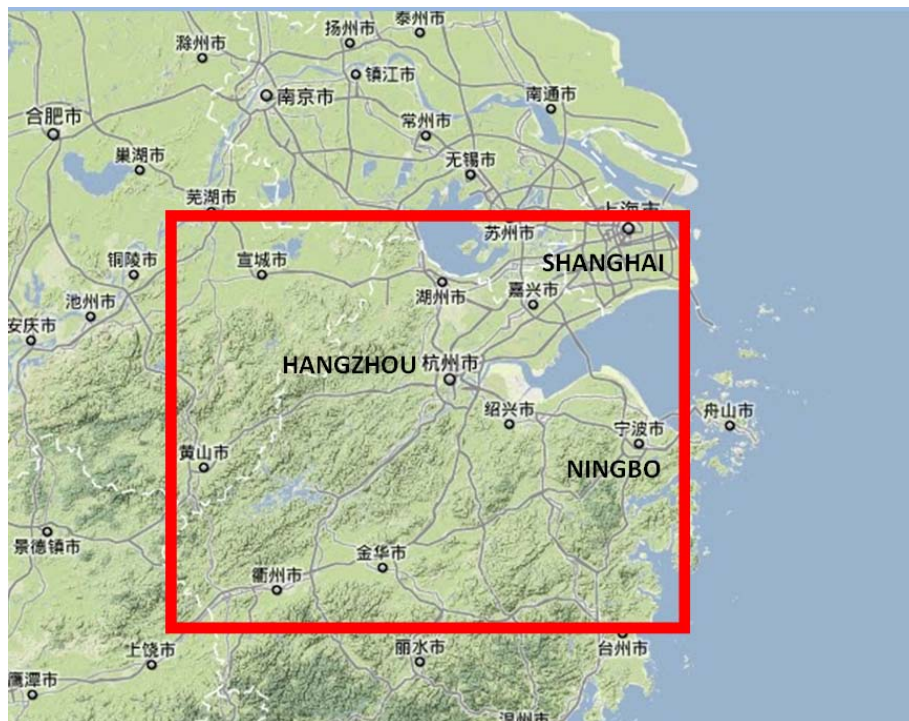 泰州市
扬州市
滁州市
镇江市
南京市
南通市
合肥市
常州市
巢湖市
无锡市
芜湖市
上海市
苏州市
铜陵市
宣城市
SHANGHAI
湖州市
嘉兴市
池州市
安庆市
HANGZHOU 杭州市
绍兴市
舟山市
宁波市
黄山市
NINGBO
景德镇市
金华市
衢州市
上饶市
丽水市
台州市
鹰潭市
温州市